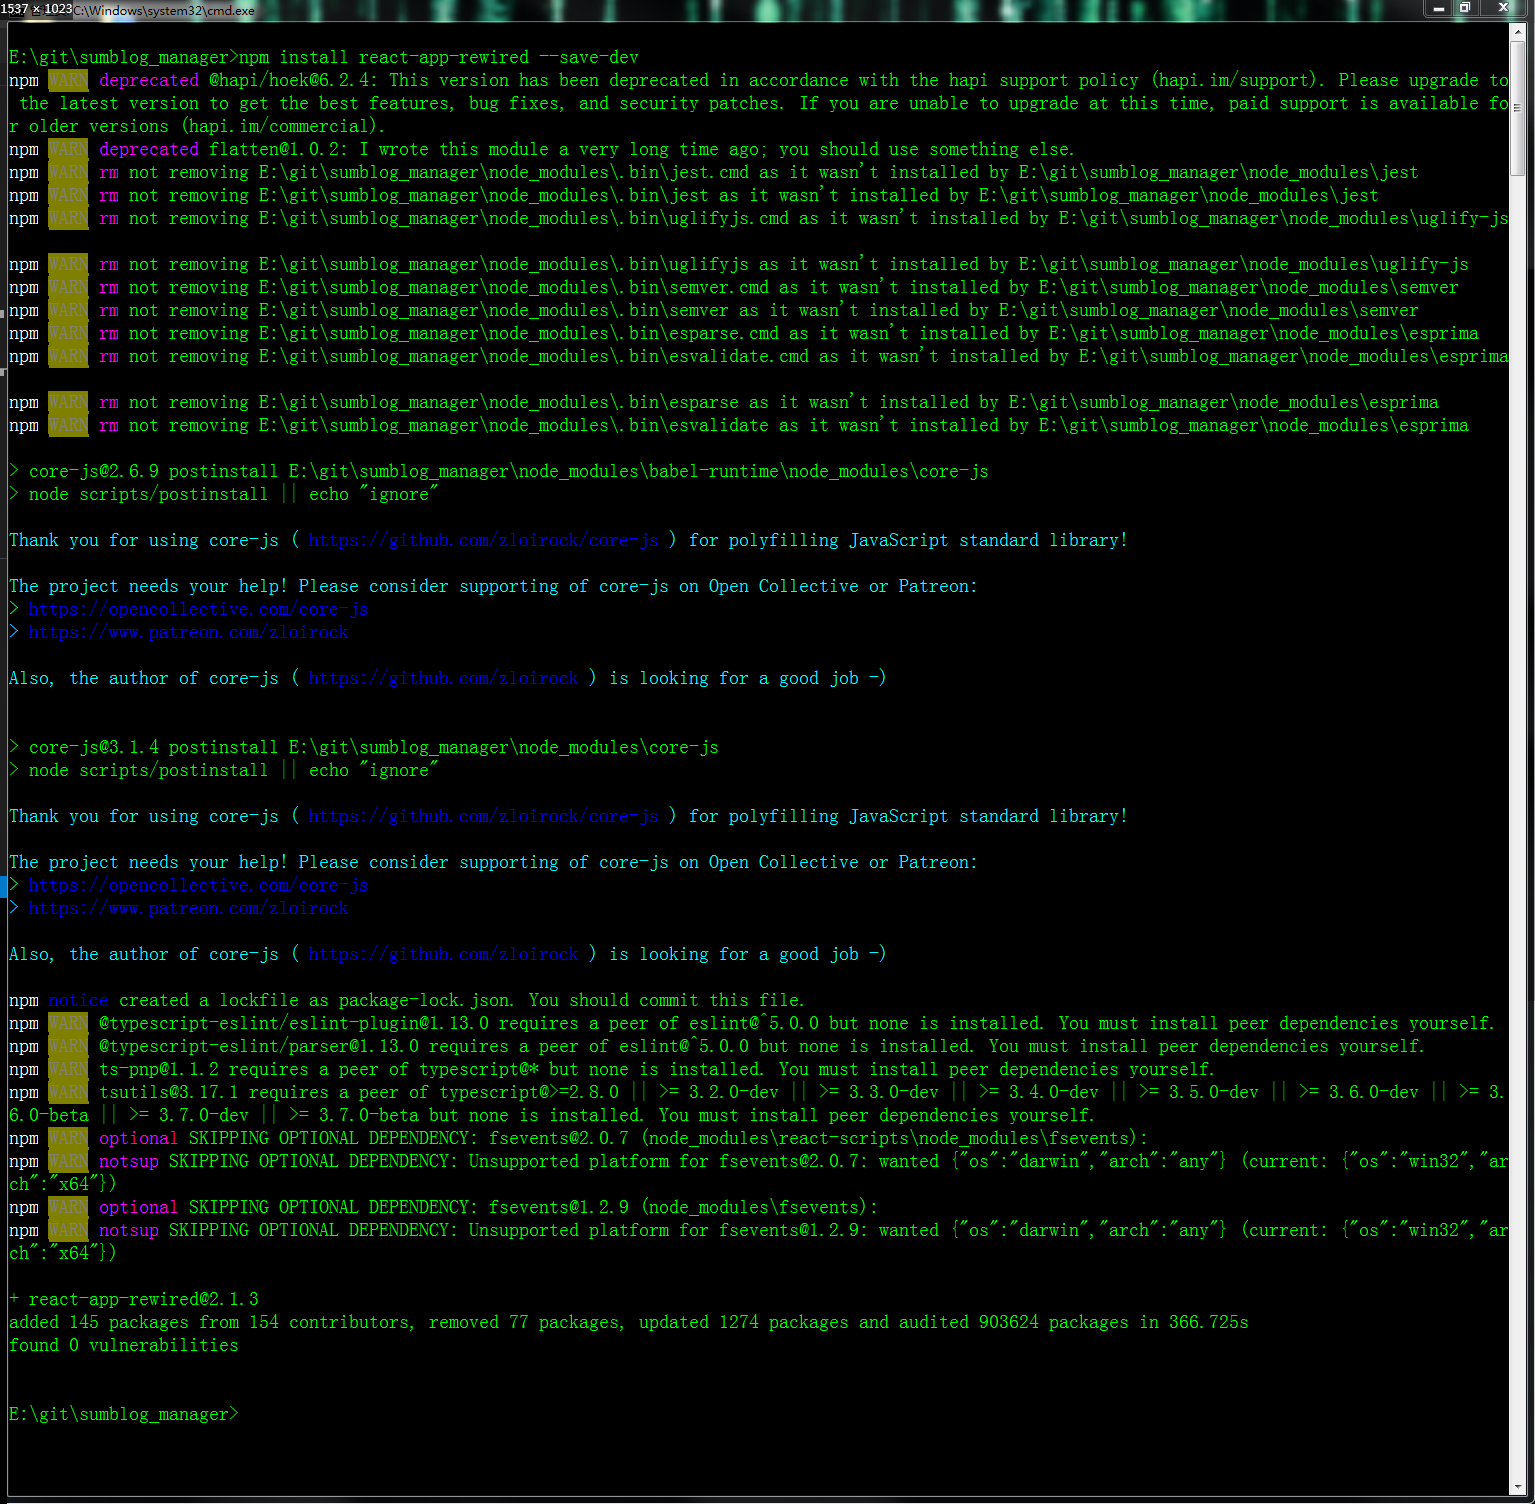 1537 × 1023
C:\Windows\system32\cmd.exe
E:\git\sumblog_manager>npm install react-app-rewired --save-dev
npm WARN deprecated @hapi/hoek@6.2.4: This version has been deprecated in accordance with the hapi support policy (hapi.im/support). Please upgrade to
the latest version to get the best features, bug fixes, and security patches. If you are unable to upgrade at this time, paid support is available fo
r older versions (hapi.im/commercial).
npm WARN deprecated flatten@1.0.2: I wrote this module a very long time ago; you should use something else.
npm WARN rm not removing E:\git\sumblog_manager\node_modules\.bin\jest.cmd as it wasn't installed by E:\git\sumblog_manager\node_modules\jest
npm WARN rm not removing E:\git\sumblog_manager\node_modules\.bin\jest as it wasn't installed by E:\git\sumblog_manager\node_modules\jest
npm WARN rm not removing E:\git\sumblog_manager\node_modules\.bin\uglifyjs.cmd as it wasn't installed by E:\git\sumblog_manager\node_modules\uglify-js
npm WARN rm not removing E:\git\sumblog_manager\node_modules\.bin\uglifyjs as it wasn't installed by E:\git\sumblog_manager\node_modules\uglify-js
npm WARN rm not removing E:\git\sumblog_manager\node_modules\.bin\semver.cmd as it wasn't installed by E:\git\sumblog_manager\node_modules\semver
npm WARN rm not removing E:\git\sumblog_manager\node_modules\.bin\semver as it wasn't installed by E:\git\sumblog_manager\node_modules\semver
npm WARN rm not removing E:\git\sumblog_manager\node_modules\.bin\esparse.cmd as it wasn't installed by E:\git\sumblog_manager\node_modules\esprima
npm WARN rm not removing E:\git\sumblog_manager\node_modules\.bin\esvalidate.cmd as it wasn't installed by E:\git\sumblog_manager\node_modules\esprima
npm WARN rm not removing E:\git\sumblog_manager\node_modules\.bin\esparse as it wasn't installed by E:\git\sumblog_manager\node_modules\esprima
npm WARN rm not removing E:\git\sumblog_manager\node_modules\.bin\esvalidate as it wasn't installed by E:\git\sumblog_manager\node_modules\esprima
> core-js@2.6.9 postinstall E:\git\sumblog_manager\node_modules\babel-runtime\node_modules\core-js
> node scripts/postinstall || echo "ignore"
Thank you for using core-js ( https://github.com/zloirock/core-js ) for polyfilling JavaScript standard library!
The project needs your help! Please consider supporting of core-js on Open Collective or Patreon:
> https://opencollective.com/core-js
> https://www.patreon.com/zloirock
Also, the author of core-js ( https://github.com/zloirock ) is looking for a good job -)
> core-js@3.1.4 postinstall E:\git\sumblog_manager\node_modules\core-js
> node scripts/postinstall || echo "ignore"
Thank you for using core-js ( https://github.com/zloirock/core-js ) for polyfilling JavaScript standard library!
The project needs your help! Please consider supporting of core-js on Open Collective or Patreon:
> https://opencollective.com/core-js
> https://www.patreon.com/zloirock
Also, the author of core-js ( https://github.com/zloirock ) is looking for a good job -)
npm notice created a lockfile as package-lock.json. You should commit this file.
npm WARN @typescript-eslint/eslint-plugin@1.13.0 requires a peer of eslint@^5.0.0 but none is installed. You must install peer dependencies yourself.
npm WARN @typescript-eslint/parser@1.13.0 requires a peer of eslint@^5.0.0 but none is installed. You must install peer dependencies yourself.
npm WARN ts-pnp@1.1.2 requires a peer of typescript@* but none is installed. You must install peer dependencies yourself.
npm WARN tsutils@3.17.1 requires a peer of typescript@>=2.8.0 || >= 3.2.0-dev || >= 3.3.0-dev || >= 3.4.0-dev || >= 3.5.0-dev || >= 3.6.0-dev || >= 3.
6.0-beta || >= 3.7.0-dev || >= 3.7.0-beta but none is installed. You must install peer dependencies yourself.
npm WARN optional SKIPPING OPTIONAL DEPENDENCY: fsevents@2.0.7 (node_modules\react-scripts\node_modules\fsevents):
npm WARN notsup SKIPPING OPTIONAL DEPENDENCY: Unsupported platform for fsevents@2.0.7: wanted {"os":"darwin","arch":"any"} (current: {"os":"win32","ar
ch":"x64"})
npm WARN optional SKIPPING OPTIONAL DEPENDENCY: fsevents@1.2.9 (node_modules\fsevents):
npm WARN notsup SKIPPING OPTIONAL DEPENDENCY: Unsupported platform for fsevents@1.2.9: wanted {"os":"darwin","arch":"any"} (current: {"os":"win32","ar
ch":"x64"})
+ react-app-rewired@2.1.3
added 145 packages from 154 contributors, removed 77 packages, updated 1274 packages and audited 903624 packages in 366.725s
found 0 vulnerabilities
E:\git\sumblog_manager>